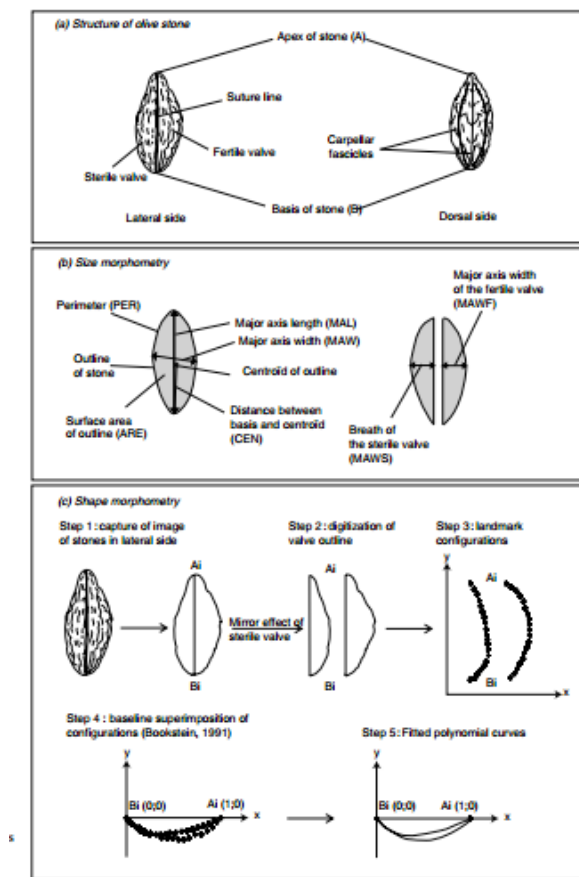 (a) Structure of olive stone
Apex of stone (A)
Suture line
Fertile valve
Carpellar
fascicles
Sterile valve
Basis of stone (B)
Lateral side
Dorsal side
(b) Size morphometry
Major axis width
of the fertile valve
(MAWF)
Perimeter (PER)
Major axis length (MAL)
Major axis width (MAW)
Outline
of stone
Centroïd of outline
Surface area
of outline (ARE)
Distance between
basis and centroïd
(CEN)
Breath of
the sterile valve
(MAWS)
(c) Shape morphometry
Step 1 : capture of image
of stones in lateral side
Step 2 : digitization of
valve outline
Step 3: landmark
configurations
y
Ai
Ai
Ai
Mirror effect of
sterile valve
Bi
Bi
Bi
x
Step 4 : baseline superimposition of
configurations (Bookstein, 1991)
Step 5: Fitted polynomial curves
y
y
Bi (0;0)
Ai (1;0)
x
Bi (0;0)
Ai (1;0)
x
s